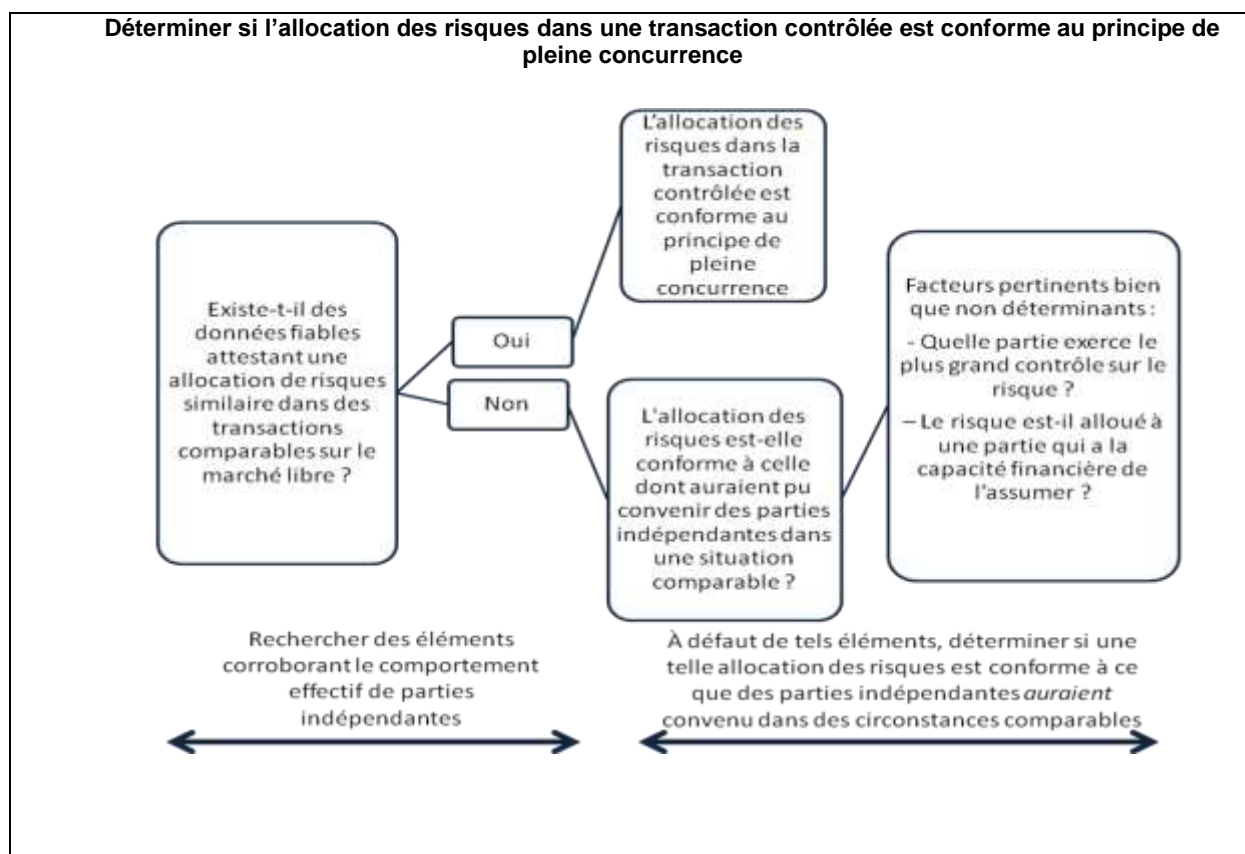 Déterminer si l’allocation des risques dans une transaction contrôlée est conforme au principe de
pleine concurrence
L'allocation des
risques dans la
transaction
contrôlée est
conforme au
principe de
pleine
concurrence
Existe-t-il des
données fiables
attestant une
allocation de risques
similaire dans des
transactions
comparables sur le
marché libre ?
Oui
Non
L'allocation des
risques est-elle
conforme à celle
dont auraient pu
convenir des parties
indépendantes dans
une situation
comparable ?
Facteurs pertinents bien
que non déterminants :
- Quelle partie exerce le
plus grand contrôle sur le
risque ?
– Le risque est-il alloué à
une partie qui a la
capacité financière de
l'assumer ?
Rechercher des éléments
corroborant le comportement
effectif de parties
indépendantes
À défaut de tels éléments, déterminer si une
telle allocation des risques est conforme à ce
que des parties indépendantes auraient
convenu dans des circonstances comparables